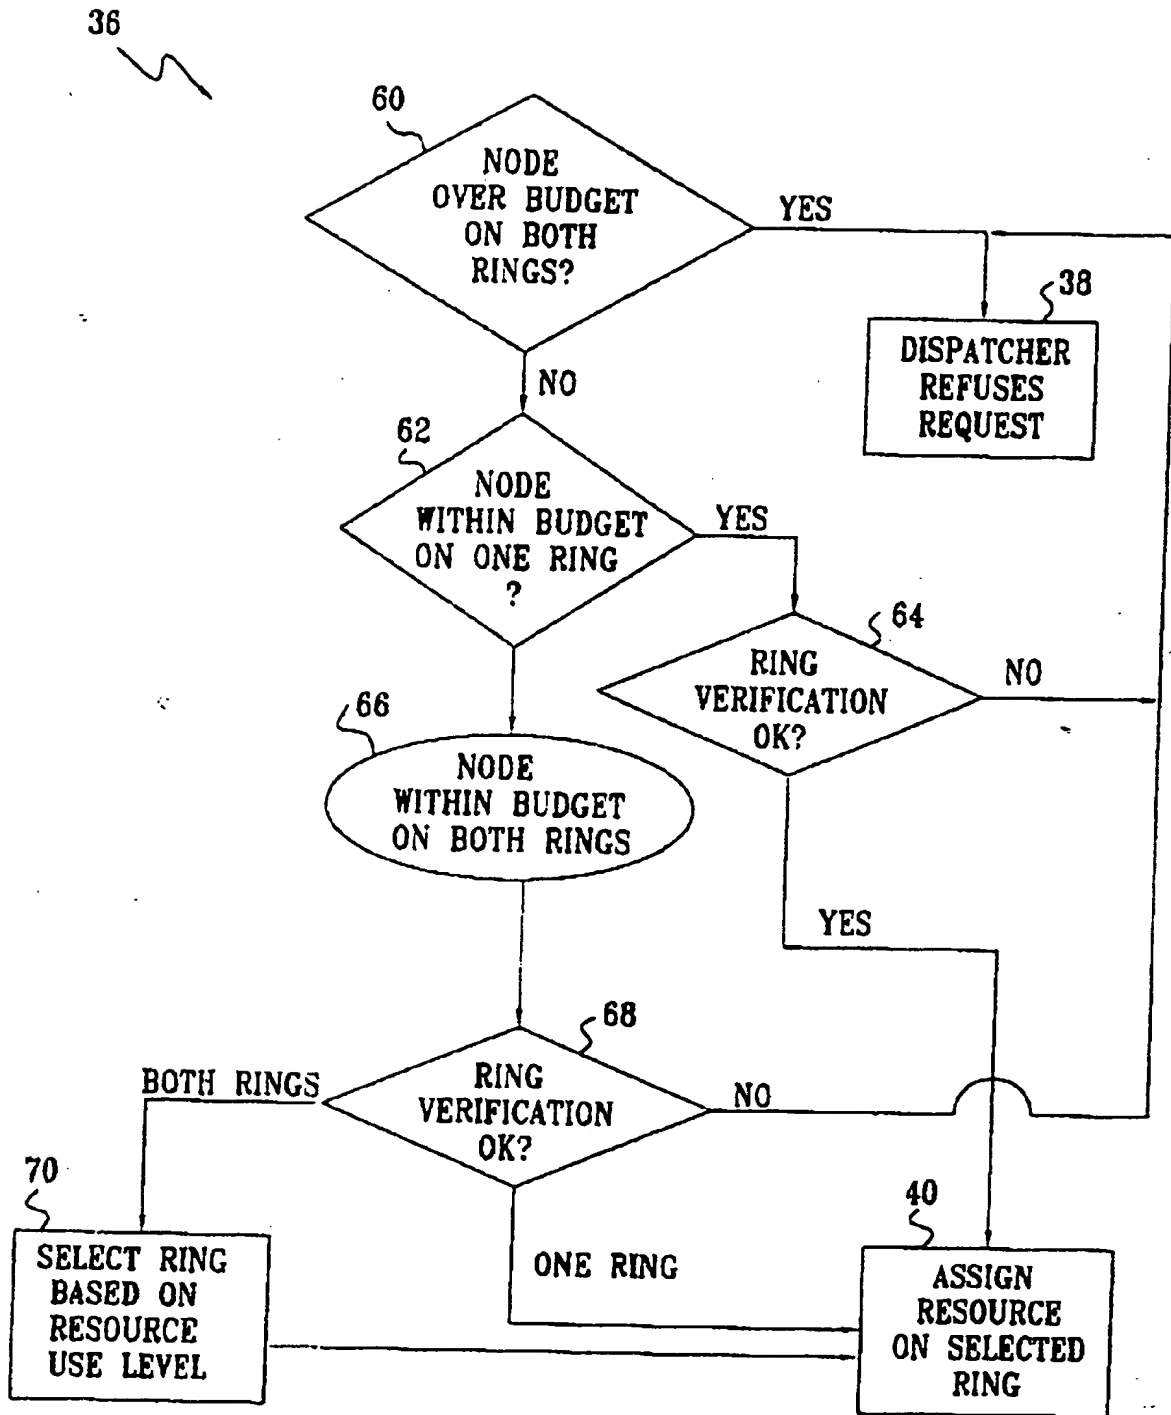 36
60
NODE
OVER BUDGET
ON BOTH
RINGS?
YES
38
DISPATCHER
REFUSES
REQUEST
NO
62
NODE
WITHIN BUDGET
ON ONE RING
?
YES
64
RING
VERIFICATION
OK?
NO
66
NODE
WITHIN BUDGET
ON BOTH RINGS
YES
68
RING
VERIFICATION
OK?
BOTH RINGS
NO
70
SELECT RING
BASED ON
RESOURCE
USE LEVEL
ONE RING
40
ASSIGN
RESOURCE
ON SELECTED
RING